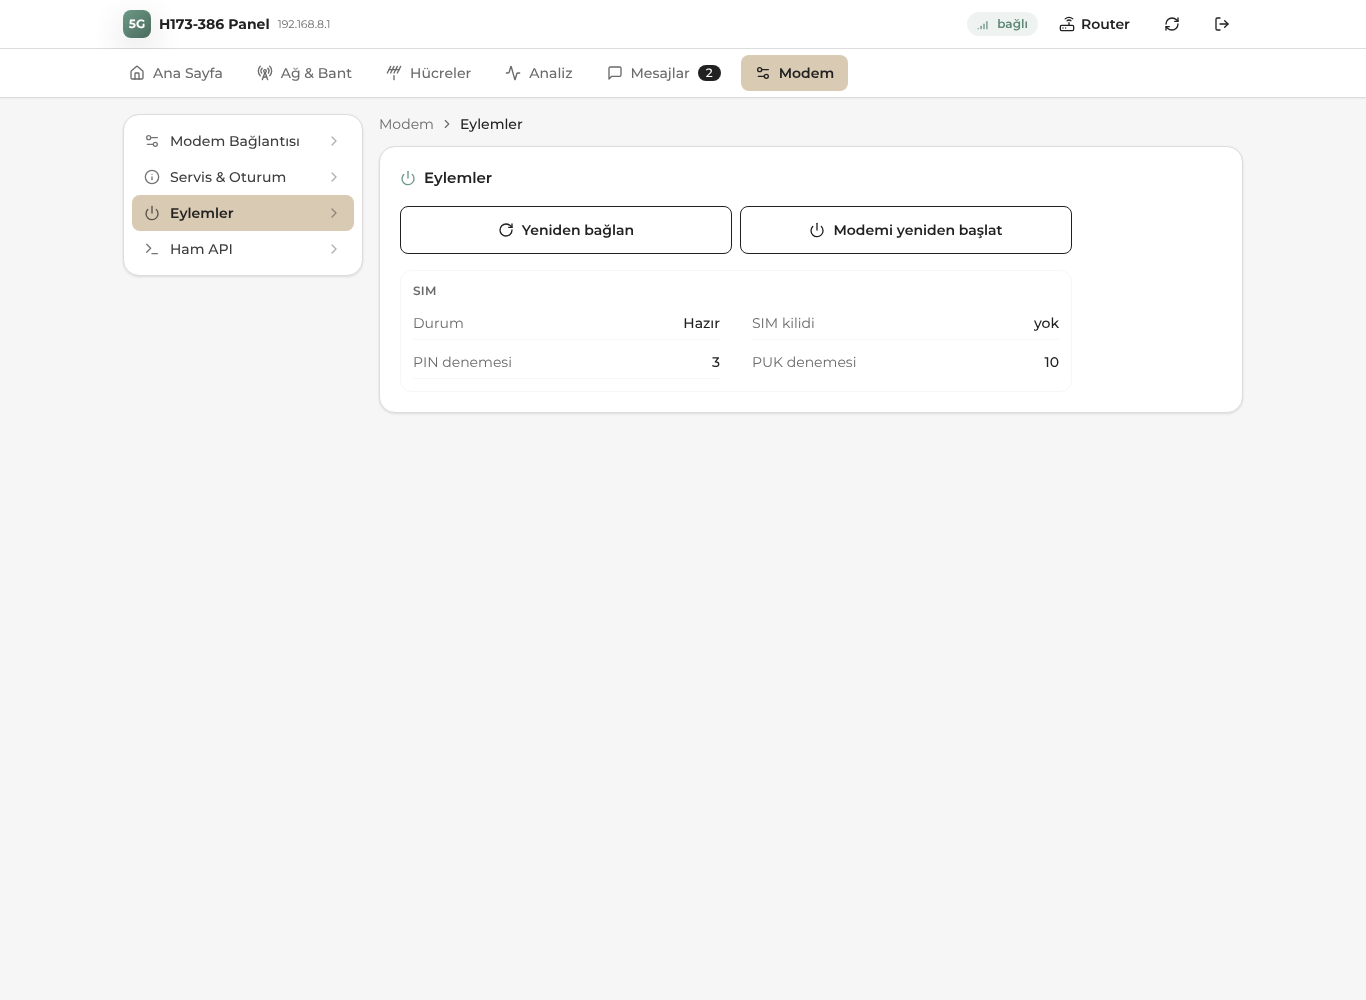 5G H173-386 Panel 192.168.8.1 bağlı Router
Ana Sayfa Ağ & Bant Hücreler Analiz Mesajlar 2 Modem
Modem Bağlantısı
Servis & Oturum
Eylemler
Ham API
Modem > Eylemler
Eylemler
Yeniden bağlan Modemi yeniden başlat
SIM
Durum Hazır SIM kilidi yok
PIN denemesi 3 PUK denemesi 10